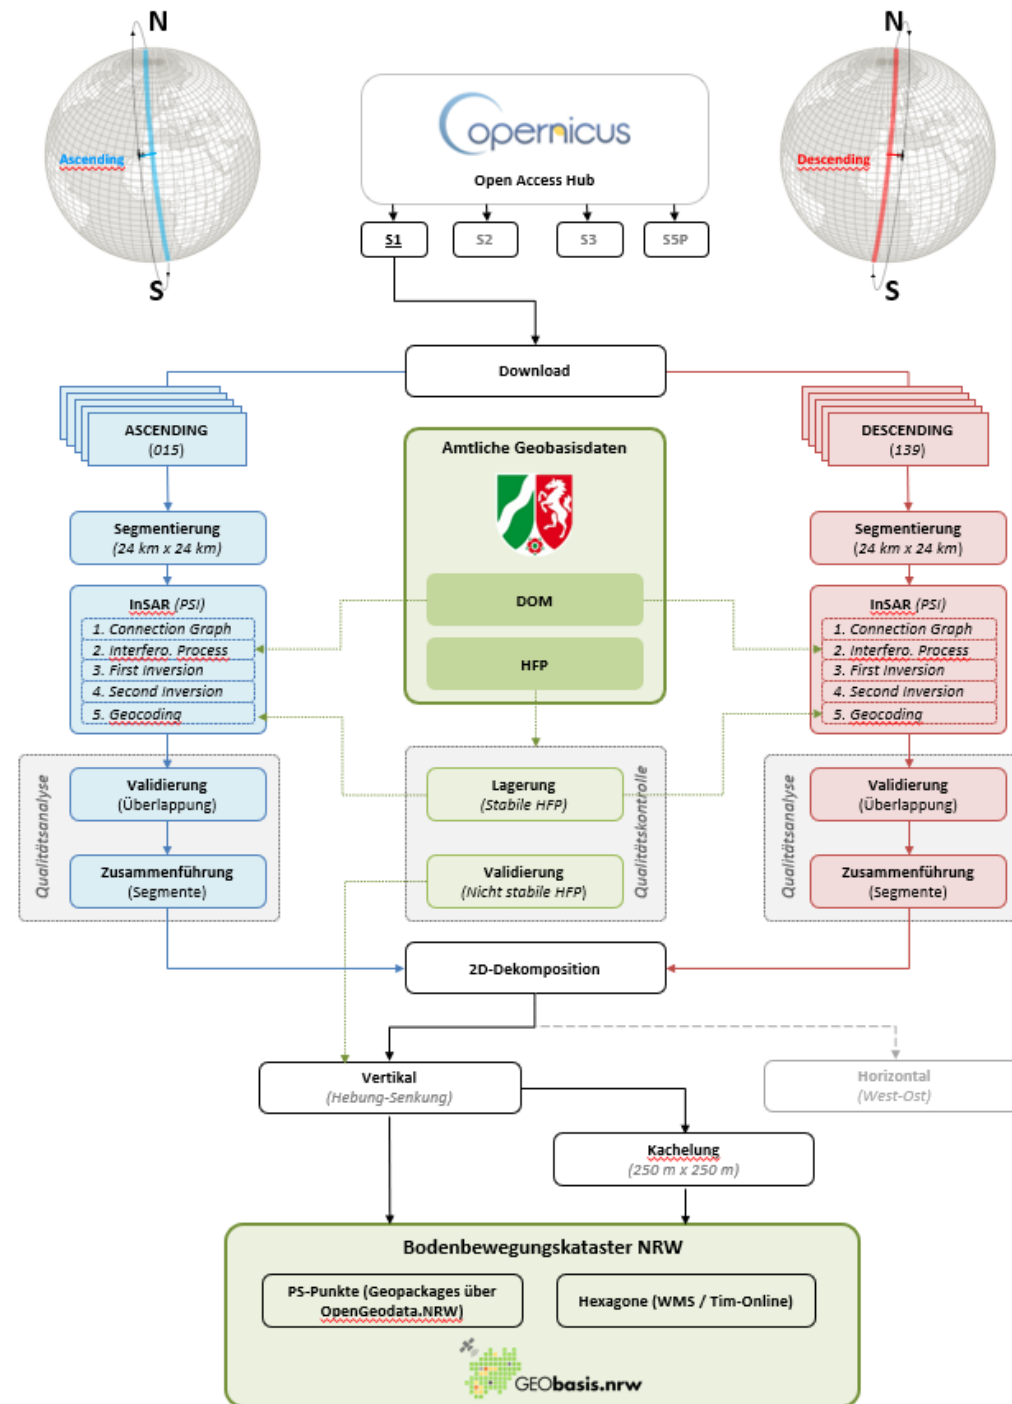 N
N
Ascending
Descending
S
S
Copernicus
Open Access Hub
S1
S2
S3
S5P
Download
ASCENDING
(015)
Segmentierung
(24 km x 24 km)
InSAR (PSI)
1. Connection Graph
2. Interfero. Process
3. First Inversion
4. Second Inversion
5. Geocoding
Amtliche Geobasisdaten
DOM
HFP
DESCENDING
(139)
Segmentierung
(24 km x 24 km)
InSAR (PSI)
1. Connection Graph
2. Interfero. Process
3. First Inversion
4. Second Inversion
5. Geocoding
Qualitätsanalyse
Validierung
(Überlappung)
Zusammenführung
(Segmente)
Lagerung
(Stabile HFP)
Validierung
(Nicht stabile HFP)
Qualitätskontrolle
Qualitätsanalyse
Validierung
(Überlappung)
Zusammenführung
(Segmente)
2D-Dekomposition
Vertikal
(Hebung-Senkung)
Horizontal
(West-Ost)
Kachelung
(250 m x 250 m)
Bodenbewegungskataster NRW
PS-Punkte (Geopackages über
OpenGeodata.NRW)
Hexagone (WMS / Tim-Online)
GEObasis.nrw